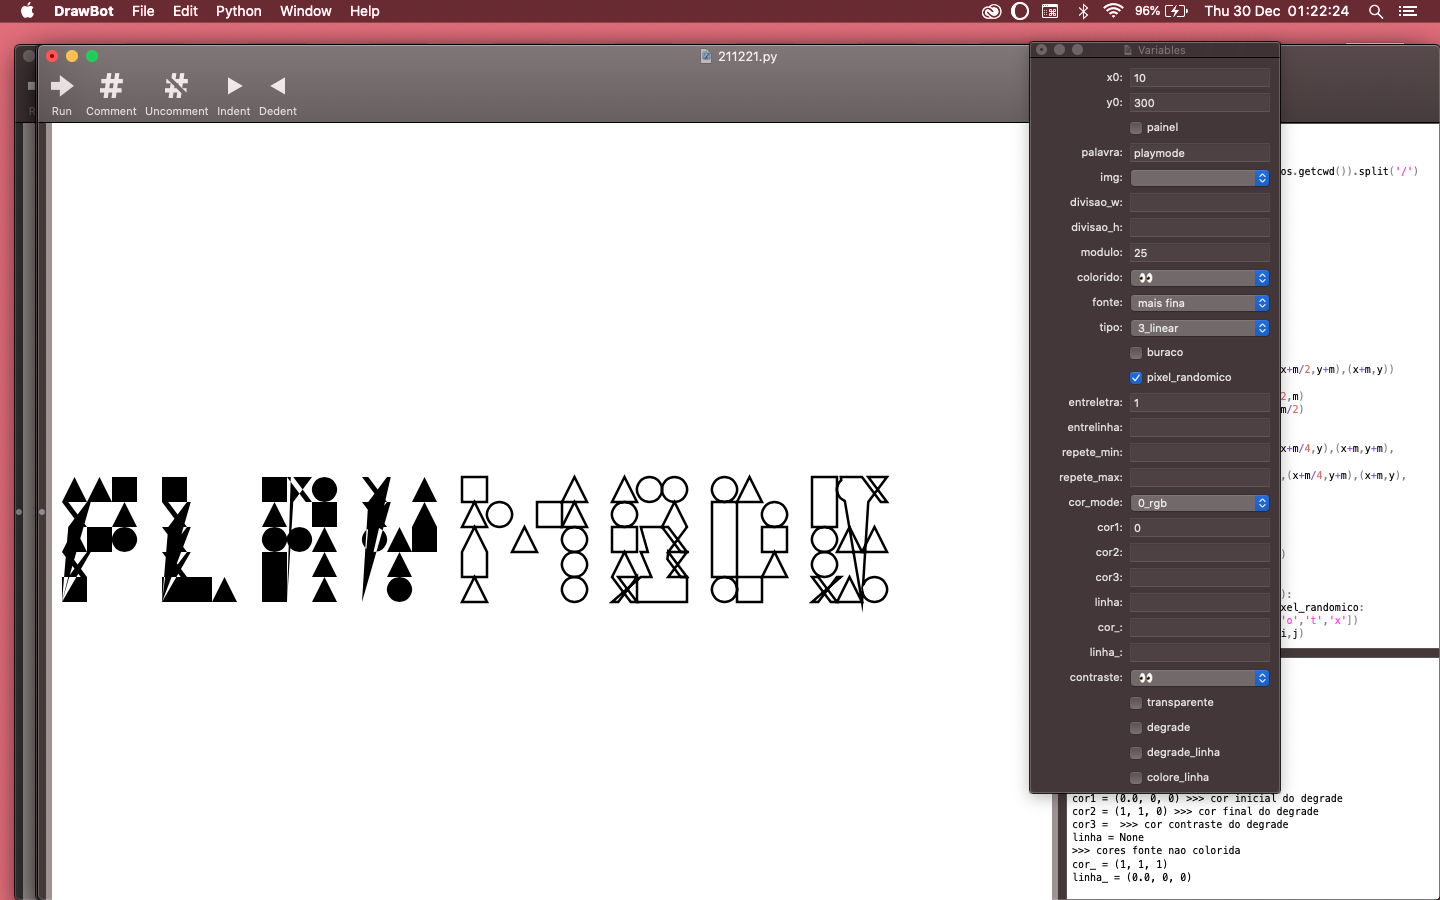 DrawBot File Edit Python Window Help 96% Thu 30 Dec 01:22:24
211221.py
Run Comment Uncomment Indent Dedent
PLAYMODE
Variables
x0: 10
y0: 300
painel
palavra: playmode
img:
divisao_w:
divisao_h:
modulo: 25
colorido: 👀
fonte: mais fina
tipo: 3_linear
buraco
pixel_randomico
entreletra: 1
entrelinha:
repete_min:
repete_max:
cor_mode: 0_rgb
cor1: 0
cor2:
cor3:
linha:
cor_:
linha_:
contraste: 👀
transparente
degrade
degrade_linha
colore_linha
os.getcwd()).split('/')
x+m/2,y+m),(x+m,y))
2,m)
m/2)
x+m/4,y),(x+m,y+m),
,(x+m/4,y+m),(x+m,y),
)
):
xel_randomico:
'o','t','x'])
i,j)
cor1 = (0.0, 0, 0) >>> cor inicial do degrade
cor2 = (1, 1, 0) >>> cor final do degrade
cor3 =  >>> cor contraste do degrade
linha = None
>>> cores fonte nao colorida
cor_ = (1, 1, 1)
linha_ = (0.0, 0, 0)